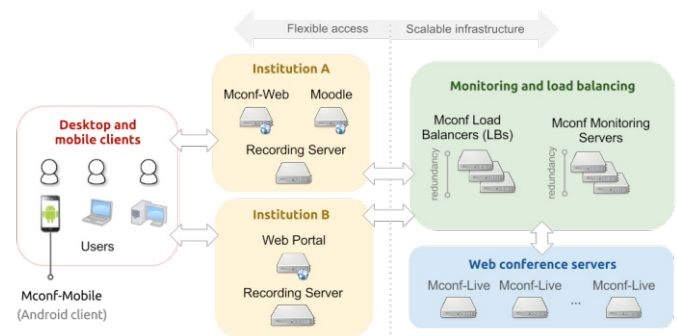 Flexible access
Scalable infrastructure
Institution A
Mconf-Web
Moodle
Recording Server
Desktop and
mobile clients
Users
Mconf-Mobile
(Android client)
Institution B
Web Portal
Recording Server
Monitoring and load balancing
Mconf Load
Balancers (LBs)
redundancy
Mconf Monitoring
Servers
redundancy
Web conference servers
Mconf-Live
Mconf-Live
...
Mconf-Live